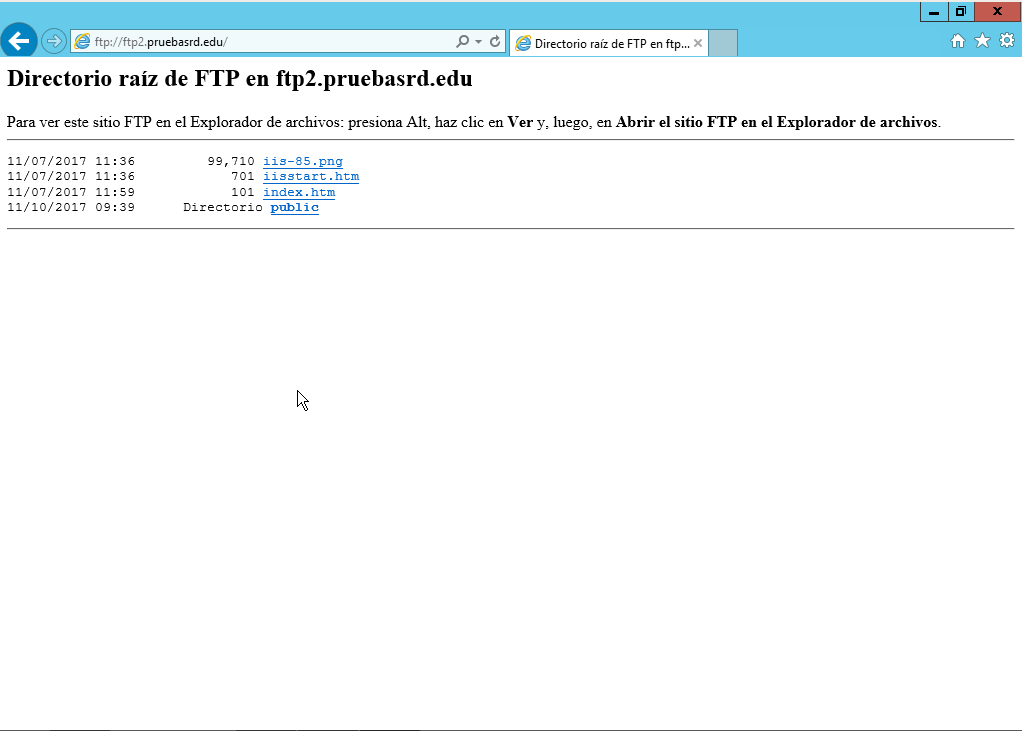 ftp://ftp2.pruebasrd.edu/
Directorio raíz de FTP en ftp...
Directorio raíz de FTP en ftp2.pruebasrd.edu
Para ver este sitio FTP en el Explorador de archivos: presiona Alt, haz clic en Ver y, luego, en Abrir el sitio FTP en el Explorador de archivos.
11/07/2017 11:36 99,710 iis-85.png
11/07/2017 11:36 701 iisstart.htm
11/07/2017 11:59 101 index.htm
11/10/2017 09:39 Directorio public